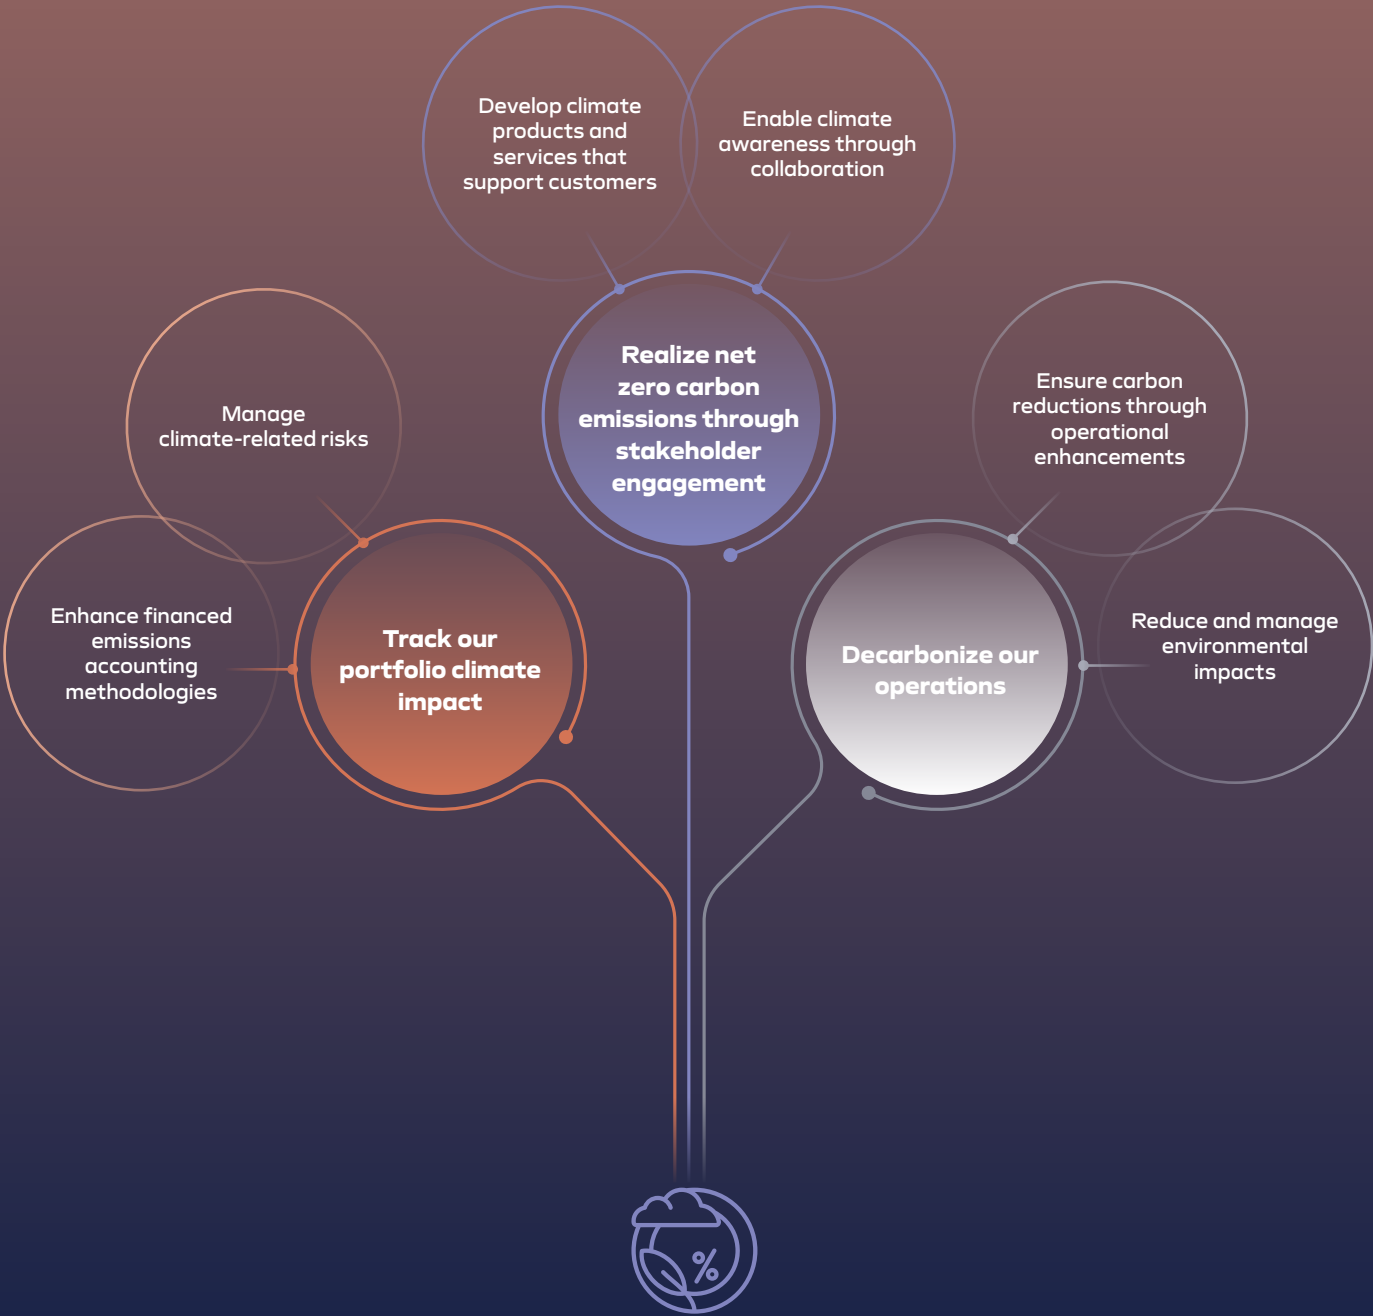 Develop climate
products and
services that
support customers
Enable climate
awareness through
collaboration
Realize net
zero carbon
emissions through
stakeholder
engagement
Manage
climate-related risks
Enhance financed
emissions
accounting
methodologies
Track our
portfolio climate
impact
Ensure carbon
reductions through
operational
enhancements
Reduce and manage
environmental
impacts
Decarbonize our
operations
%